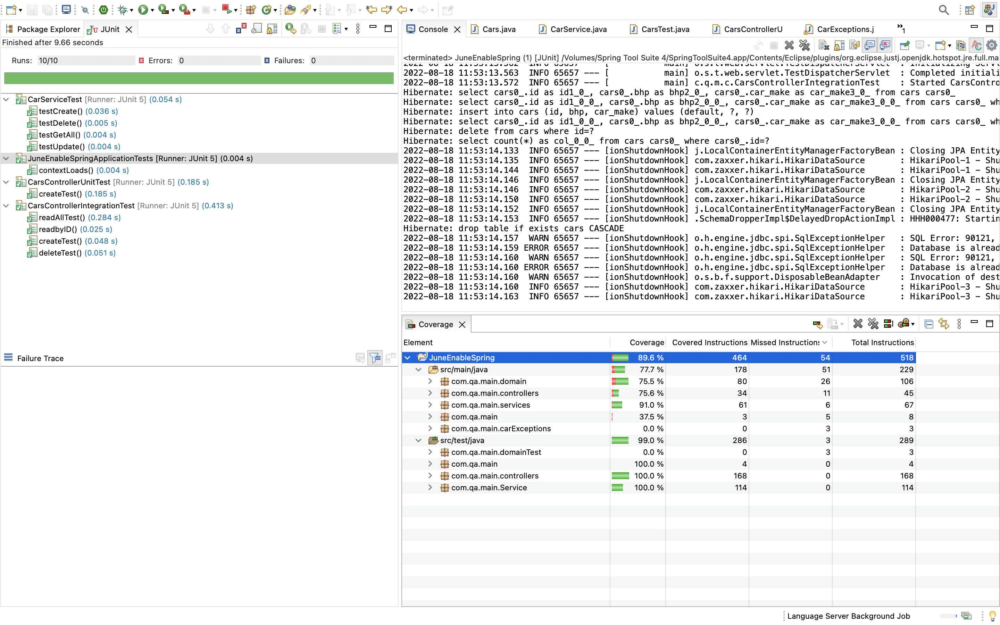 Package Explorer
JUnit
Finished after 9.66 seconds
Runs: 10/10
Errors: 0
Failures: 0
CarServiceTest [Runner: JUnit 5] (0.054 s)
testCreate() (0.036 s)
testDelete() (0.005 s)
testGetAll() (0.004 s)
testUpdate() (0.004 s)
JuneEnableSpringApplicationTests [Runner: JUnit 5] (0.004 s)
contextLoads() (0.004 s)
CarsControllerUnitTest [Runner: JUnit 5] (0.185 s)
createTest() (0.185 s)
CarsControllerIntegrationTest [Runner: JUnit 5] (0.413 s)
readAllTest() (0.284 s)
readbyID() (0.025 s)
createTest() (0.048 s)
deleteTest() (0.051 s)
Failure Trace
Console
Cars.java
CarService.java
CarsTest.java
CarsControllerU
CarExceptions.j
»1
<terminated> JuneEnableSpring (1) [JUnit] /Volumes/Spring Tool Suite 4/SpringToolSuite4.app/Contents/Eclipse/plugins/org.eclipse.justj.openjdk.hotspot.jre.full.ma
2022-08-18 11:53:13.562 INFO 65657 --- [ main] o.s.t.web.servlet.TestDispatcherServlet : Initializing Servl
2022-08-18 11:53:13.563 INFO 65657 --- [ main] o.s.t.web.servlet.TestDispatcherServlet : Completed initiali
2022-08-18 11:53:13.572 INFO 65657 --- [ main] c.q.m.c.CarsControllerIntegrationTest : Started CarsContro
Hibernate: select cars0_.id as id1_0_, cars0_.bhp as bhp2_0_, cars0_.car_make as car_make3_0_ from cars cars0_
Hibernate: select cars0_.id as id1_0_0_, cars0_.bhp as bhp2_0_0_, cars0_.car_make as car_make3_0_0_ from cars cars0_ wh
Hibernate: insert into cars (id, bhp, car_make) values (default, ?, ?)
Hibernate: select cars0_.id as id1_0_0_, cars0_.bhp as bhp2_0_0_, cars0_.car_make as car_make3_0_0_ from cars cars0_ wh
Hibernate: delete from cars where id=?
Hibernate: select count(*) as col_0_0_ from cars cars0_ where cars0_.id=?
2022-08-18 11:53:14.133 INFO 65657 --- [ionShutdownHook] j.LocalContainerEntityManagerFactoryBean : Closing JPA Entity
2022-08-18 11:53:14.135 INFO 65657 --- [ionShutdownHook] com.zaxxer.hikari.HikariDataSource : HikariPool-1 - Shu
2022-08-18 11:53:14.144 INFO 65657 --- [ionShutdownHook] com.zaxxer.hikari.HikariDataSource : HikariPool-1 - Shu
2022-08-18 11:53:14.146 INFO 65657 --- [ionShutdownHook] j.LocalContainerEntityManagerFactoryBean : Closing JPA Entity
2022-08-18 11:53:14.146 INFO 65657 --- [ionShutdownHook] com.zaxxer.hikari.HikariDataSource : HikariPool-2 - Shu
2022-08-18 11:53:14.150 INFO 65657 --- [ionShutdownHook] com.zaxxer.hikari.HikariDataSource : HikariPool-2 - Shu
2022-08-18 11:53:14.152 INFO 65657 --- [ionShutdownHook] j.LocalContainerEntityManagerFactoryBean : Closing JPA Entity
2022-08-18 11:53:14.153 INFO 65657 --- [ionShutdownHook] .SchemaDropperImpl$DelayedDropActionImpl : HHH000477: Startin
Hibernate: drop table if exists cars CASCADE
2022-08-18 11:53:14.157 WARN 65657 --- [ionShutdownHook] o.h.engine.jdbc.spi.SqlExceptionHelper : SQL Error: 90121,
2022-08-18 11:53:14.159 ERROR 65657 --- [ionShutdownHook] o.h.engine.jdbc.spi.SqlExceptionHelper : Database is alread
2022-08-18 11:53:14.160 WARN 65657 --- [ionShutdownHook] o.h.engine.jdbc.spi.SqlExceptionHelper : SQL Error: 90121,
2022-08-18 11:53:14.160 ERROR 65657 --- [ionShutdownHook] o.h.engine.jdbc.spi.SqlExceptionHelper : Database is alread
2022-08-18 11:53:14.160 WARN 65657 --- [ionShutdownHook] o.s.b.f.support.DisposableBeanAdapter : Invocation of dest
2022-08-18 11:53:14.160 INFO 65657 --- [ionShutdownHook] com.zaxxer.hikari.HikariDataSource : HikariPool-3 - Shu
2022-08-18 11:53:14.163 INFO 65657 --- [ionShutdownHook] com.zaxxer.hikari.HikariDataSource : HikariPool-3 - Shu
Coverage
Element Coverage Covered Instructions Missed Instructions Total Instructions
JuneEnableSpring 89.6 % 464 54 518
src/main/java 77.7 % 178 51 229
com.qa.main.domain 75.5 % 80 26 106
com.qa.main.controllers 75.6 % 34 11 45
com.qa.main.services 91.0 % 61 6 67
com.qa.main 37.5 % 3 5 8
com.qa.main.carExceptions 0.0 % 0 3 3
src/test/java 99.0 % 286 3 289
com.qa.main.domainTest 0.0 % 0 3 3
com.qa.main 100.0 % 4 0 4
com.qa.main.controllers 100.0 % 168 0 168
com.qa.main.Service 100.0 % 114 0 114
Language Server Background Job